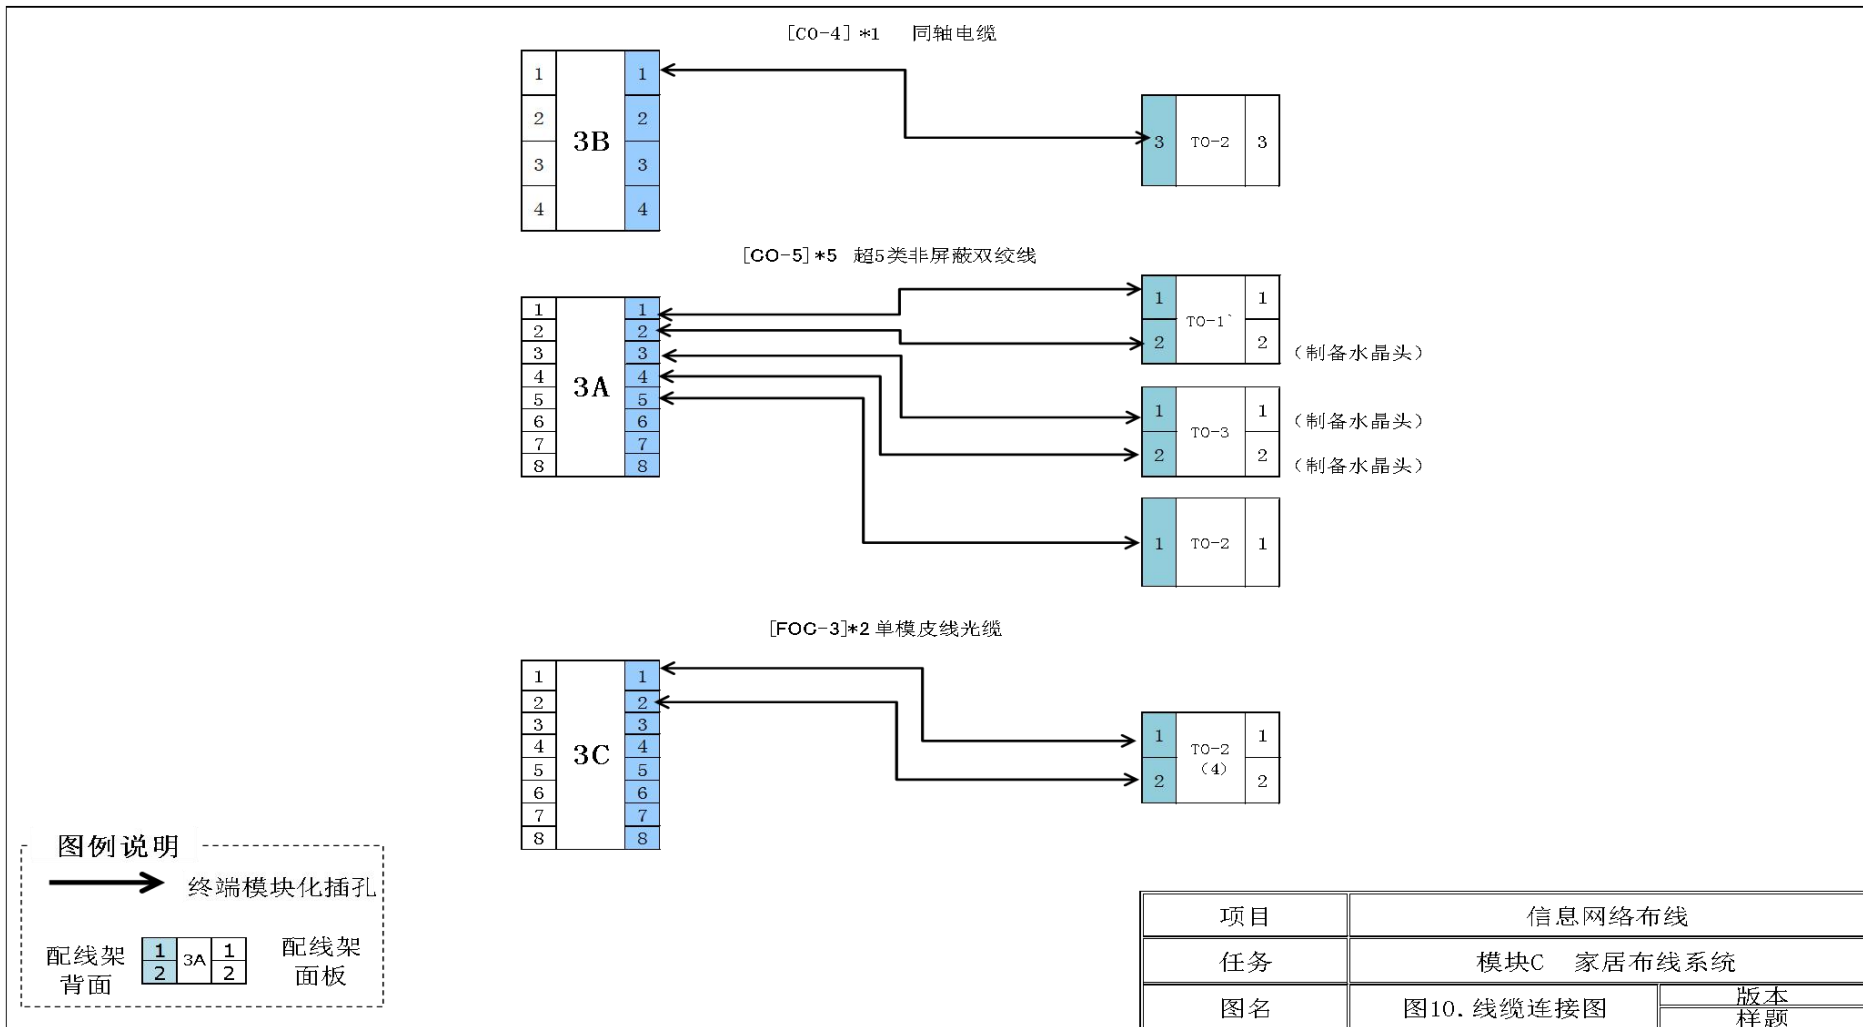 [CO-4]*1 同轴电缆
1 1
2 2
3B
3 3
4 4
3 TO-2 3
[CO-5]*5 超5类非屏蔽双绞线
1 1
2 2
3 3
4 4
3A
5 5
6 6
7 7
8 8
1 1
TO-1`
2 2 (制备水晶头)
1 1 (制备水晶头)
TO-3
2 2 (制备水晶头)
1 TO-2 1
[FOC-3]*2 单模皮线光缆
1 1
2 2
3 3
4 4
3C
5 5
6 6
7 7
8 8
1 1
TO-2
(4)
2 2
图例说明
终端模块化插孔
配线架
背面
1 1
3A
2 2
配线架
面板
项目 信息网络布线
任务 模块C 家居布线系统
图名 图10.线缆连接图
版本
样题